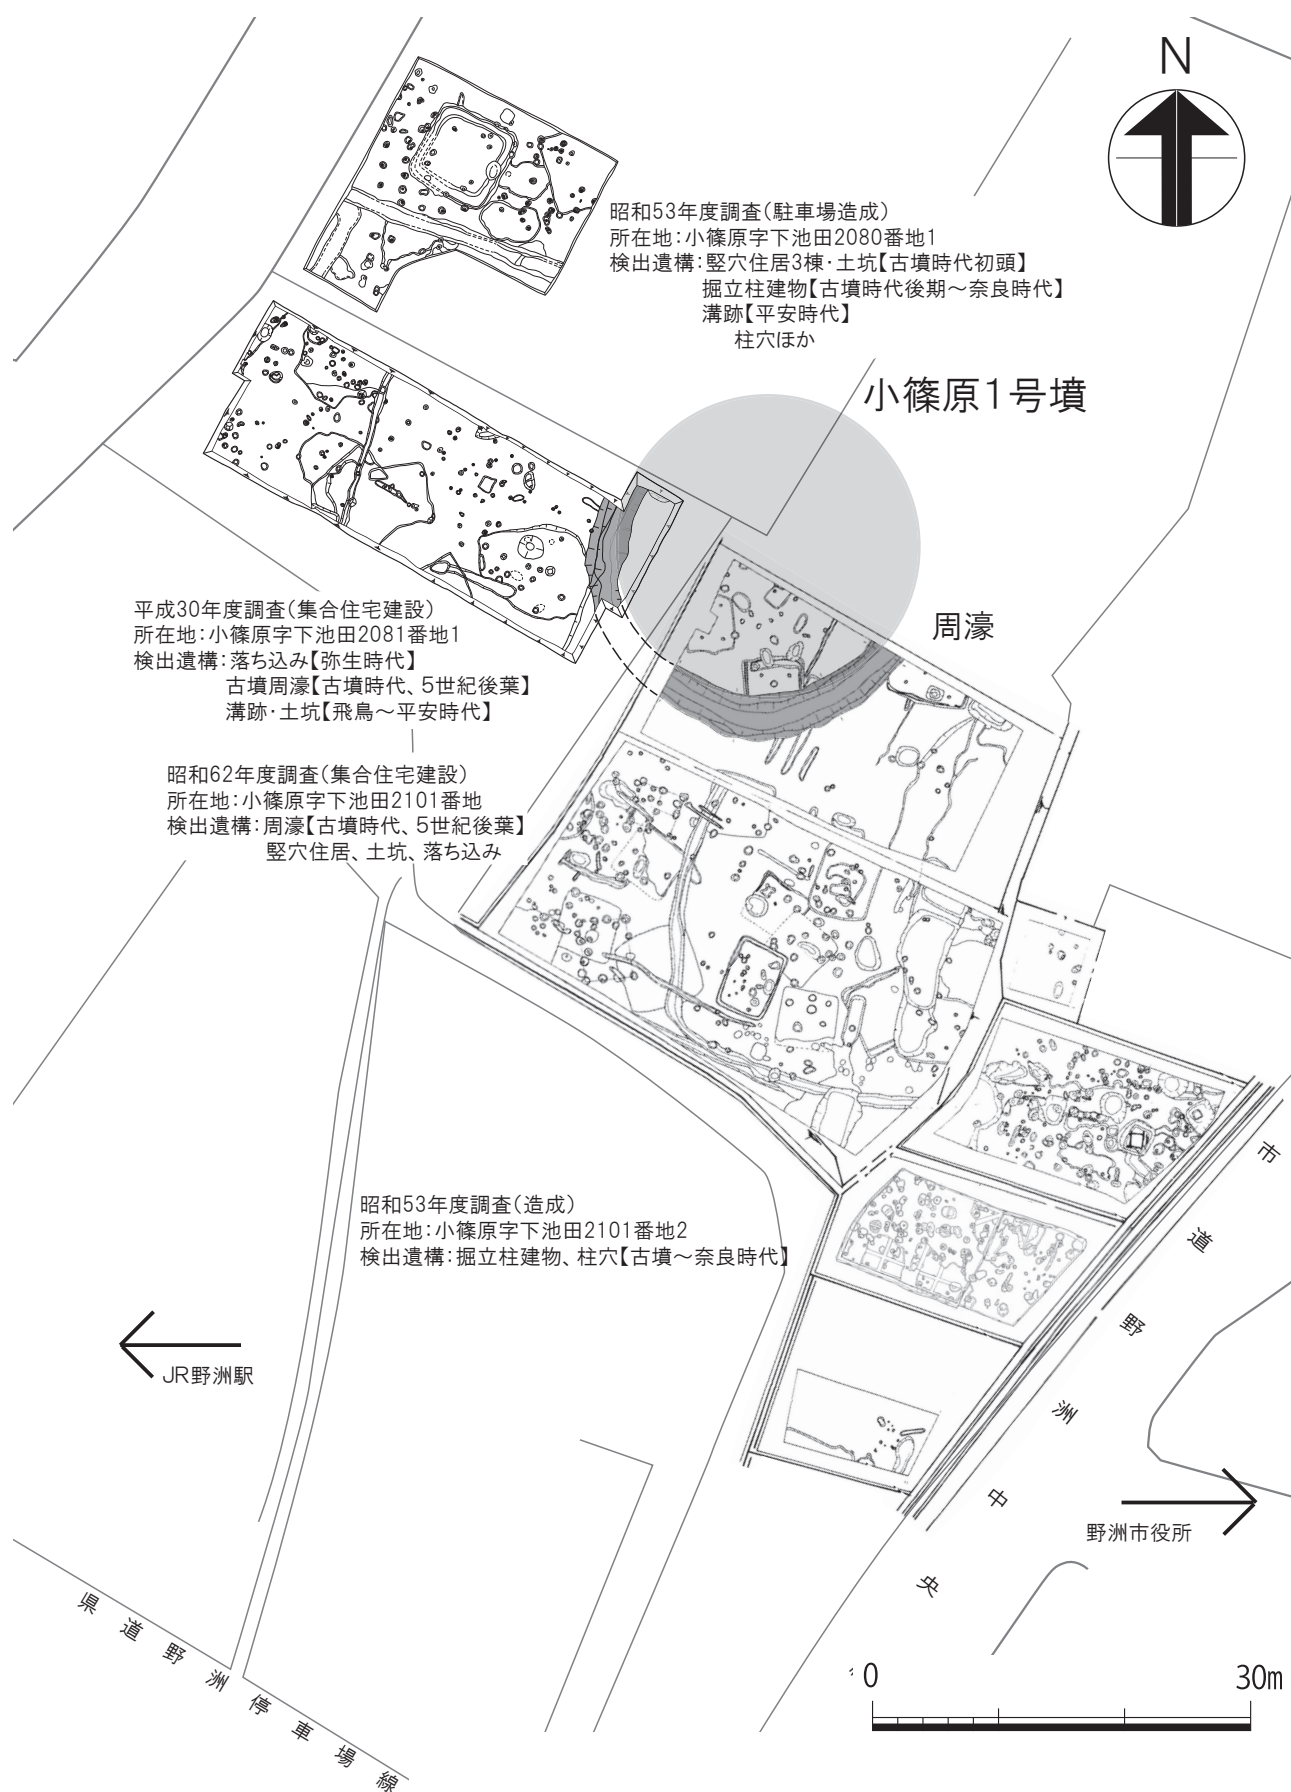 N
昭和53年度調査(駐車場造成)
所在地:小篠原字下池田2080番地1
検出遺構:竪穴住居3棟・土坑【古墳時代初頭】
掘立柱建物【古墳時代後期～奈良時代】
溝跡【平安時代】
柱穴ほか
小篠原1号墳
周濠
平成30年度調査(集合住宅建設)
所在地:小篠原字下池田2081番地1
検出遺構:落ち込み【弥生時代】
古墳周濠【古墳時代、5世紀後葉】
溝跡・土坑【飛鳥～平安時代】
昭和62年度調査(集合住宅建設)
所在地:小篠原字下池田2101番地
検出遺構:周濠【古墳時代、5世紀後葉】
竪穴住居、土坑、落ち込み
昭和53年度調査(造成)
所在地:小篠原字下池田2101番地2
検出遺構:掘立柱建物、柱穴【古墳～奈良時代】
市道野洲中央
JR野洲駅
野洲市役所
県道野洲停車場線
0 30m